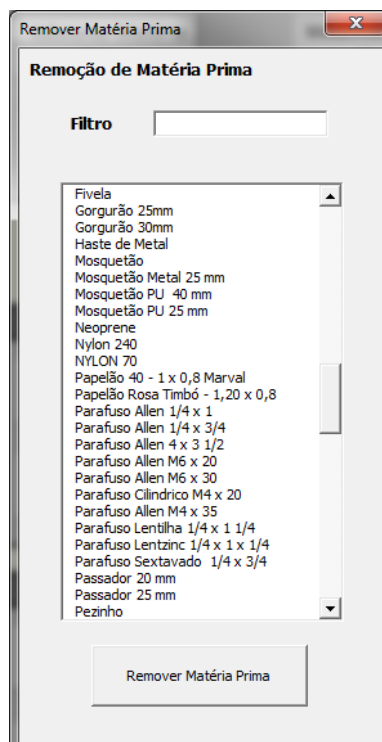 Remover Matéria Prima
Remoção de Matéria Prima
Filtro
Fivela
Gorgurão 25mm
Gorgurão 30mm
Haste de Metal
Mosquetão
Mosquetão Metal 25 mm
Mosquetão PU  40 mm
Mosquetão PU 25 mm
Neoprene
Nylon 240
NYLON 70
Papelão 40 - 1 x 0,8 Marval
Papelão Rosa Timbó - 1,20 x 0,8
Parafuso Allen 1/4 x 1
Parafuso Allen 1/4 x 3/4
Parafuso Allen 4 x 3 1/2
Parafuso Allen M6 x 20
Parafuso Allen M6 x 30
Parafuso Cilindrico M4 x 20
Parafuso Allen M4 x 35
Parafuso Lentilha 1/4 x 1 1/4
Parafuso Lentzinc 1/4 x 1 x 1/4
Parafuso Sextavado  1/4 x 3/4
Passador 20 mm
Passador 25 mm
Pezinho
Remover Matéria Prima